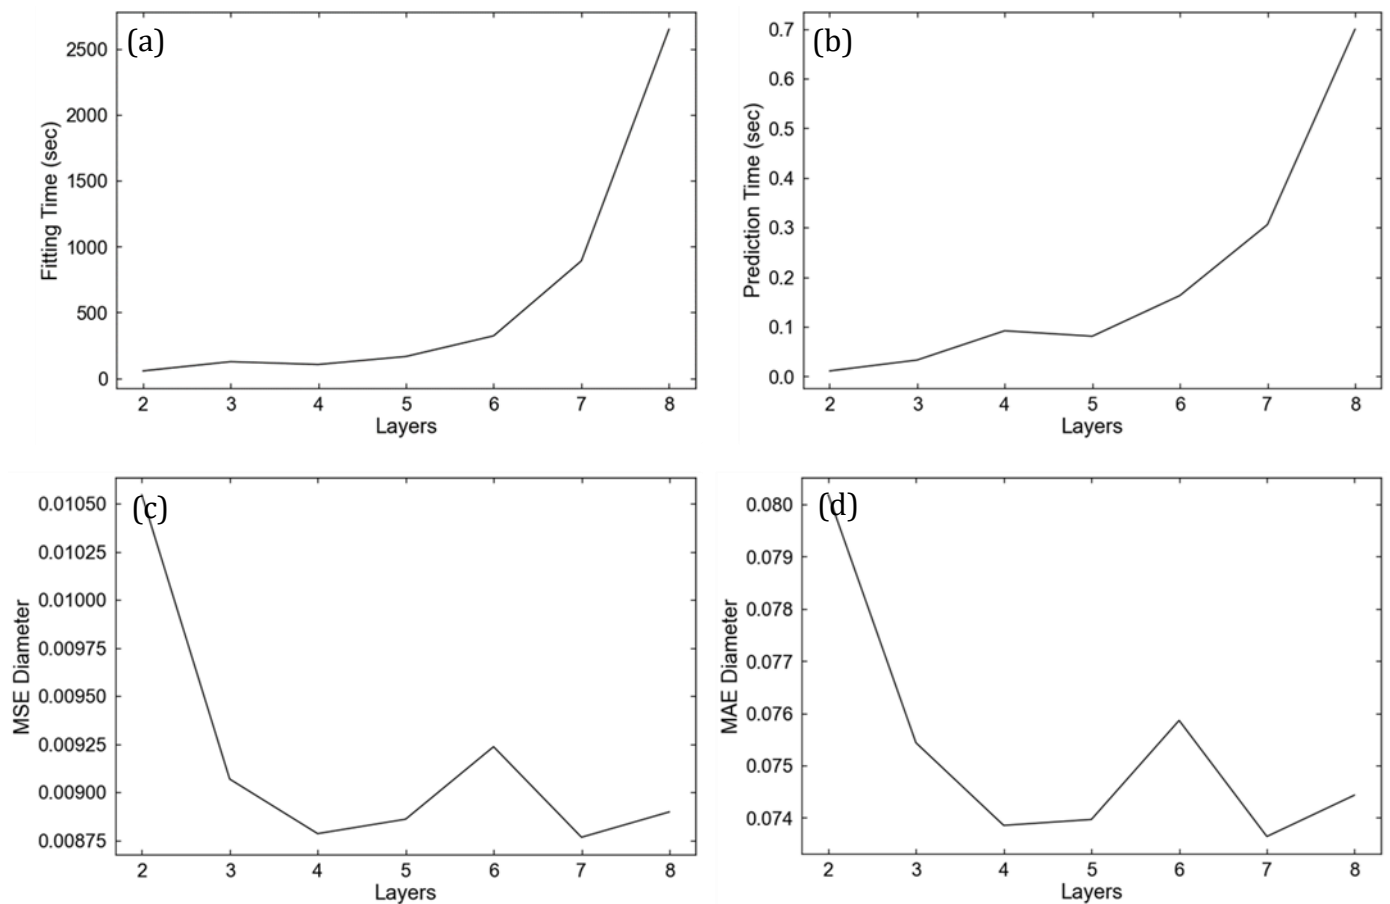 (a)
Fitting Time (sec)
2500
2000
1500
1000
500
0
2 3 4 5 6 7 8
Layers
(b)
Prediction Time (sec)
0.7
0.6
0.5
0.4
0.3
0.2
0.1
0.0
2 3 4 5 6 7 8
Layers
(c)
MSE Diameter
0.01050
0.01025
0.01000
0.00975
0.00950
0.00925
0.00900
0.00875
2 3 4 5 6 7 8
Layers
(d)
MAE Diameter
0.080
0.079
0.078
0.077
0.076
0.075
0.074
2 3 4 5 6 7 8
Layers